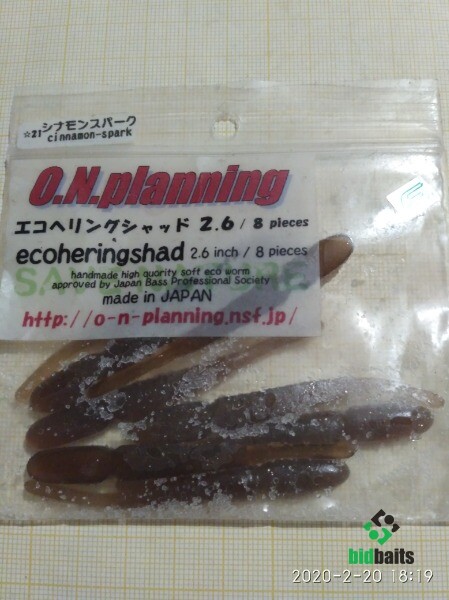 ☆21シナモンスパーク
cinnamon-spark
O.N.planning
エコヘリングシャッド 2.6 / 8 pieces
ecoheringshad 2.6 inch / 8 pieces
handmade high quority soft eco worm
approved by Japan Bass Professional Society
made in JAPAN
http://o-n-planning.nsf.jp/
bidbaits
2020-2-20 18:19